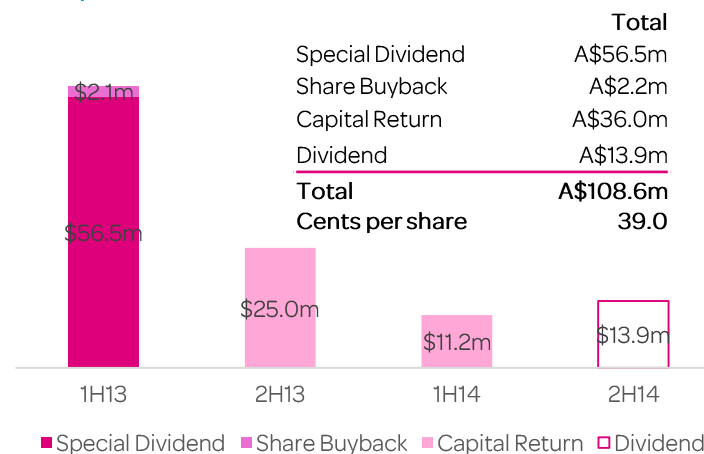 Total
Special Dividend A$56.5m
Share Buyback A$2.2m
Capital Return A$36.0m
Dividend A$13.9m
Total A$108.6m
Cents per share 39.0
$2.1m
$56.5m
$25.0m
$11.2m
$13.9m
1H13 2H13 1H14 2H14
Special Dividend Share Buyback Capital Return Dividend